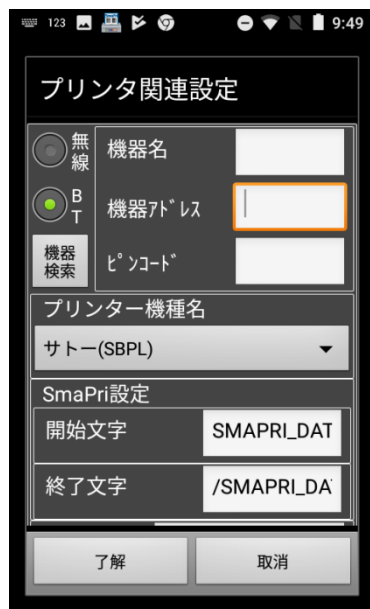 123 9:49
プリンタ関連設定
無線
機器名
BT
機器ｱﾄﾞﾚｽ
機器検索
ﾋﾟﾝｺｰﾄﾞ
プリンター機種名
サトー(SBPL)
SmaPri設定
開始文字 SMAPRI_DAT
終了文字 /SMAPRI_DA
了解 取消